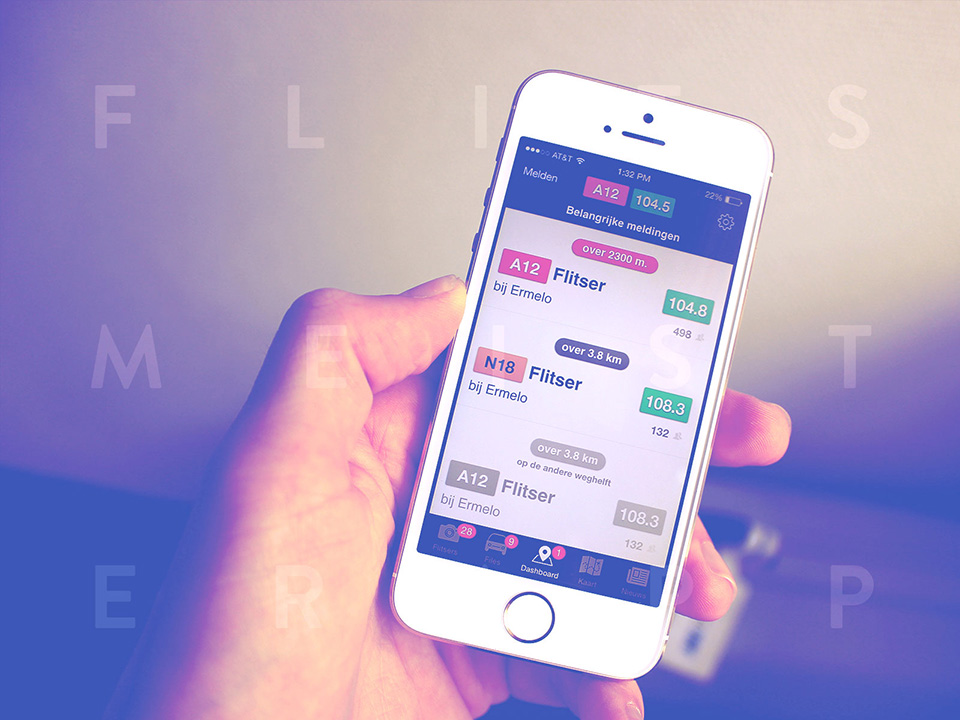 F L I T S
M E I S T
E R A P P
AT&T 1:32 PM 22%
Melden A12 104.5
Belangrijke meldingen
over 2300 m.
A12 Flitser
bij Ermelo 104.8
498
over 3.8 km
N18 Flitser
bij Ermelo 108.3
132
over 3.8 km
op de andere weghelft
A12 Flitser
bij Ermelo 108.3
132
28 9 1
Flitsers Files Dashboard Kaart Nieuws